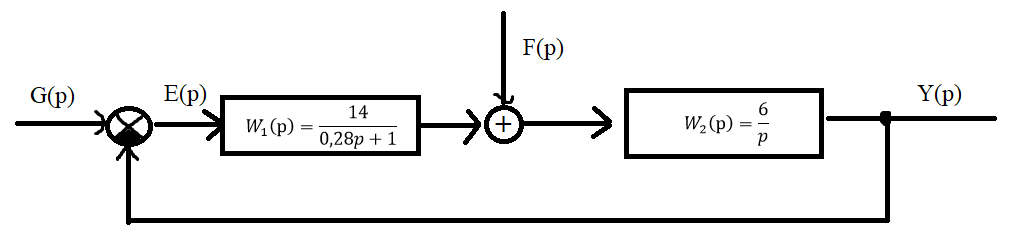 F(p)
G(p)
E(p)
Y(p)
W₁(p) = 14 / 0,28p + 1
+
W₂(p) = 6 / p